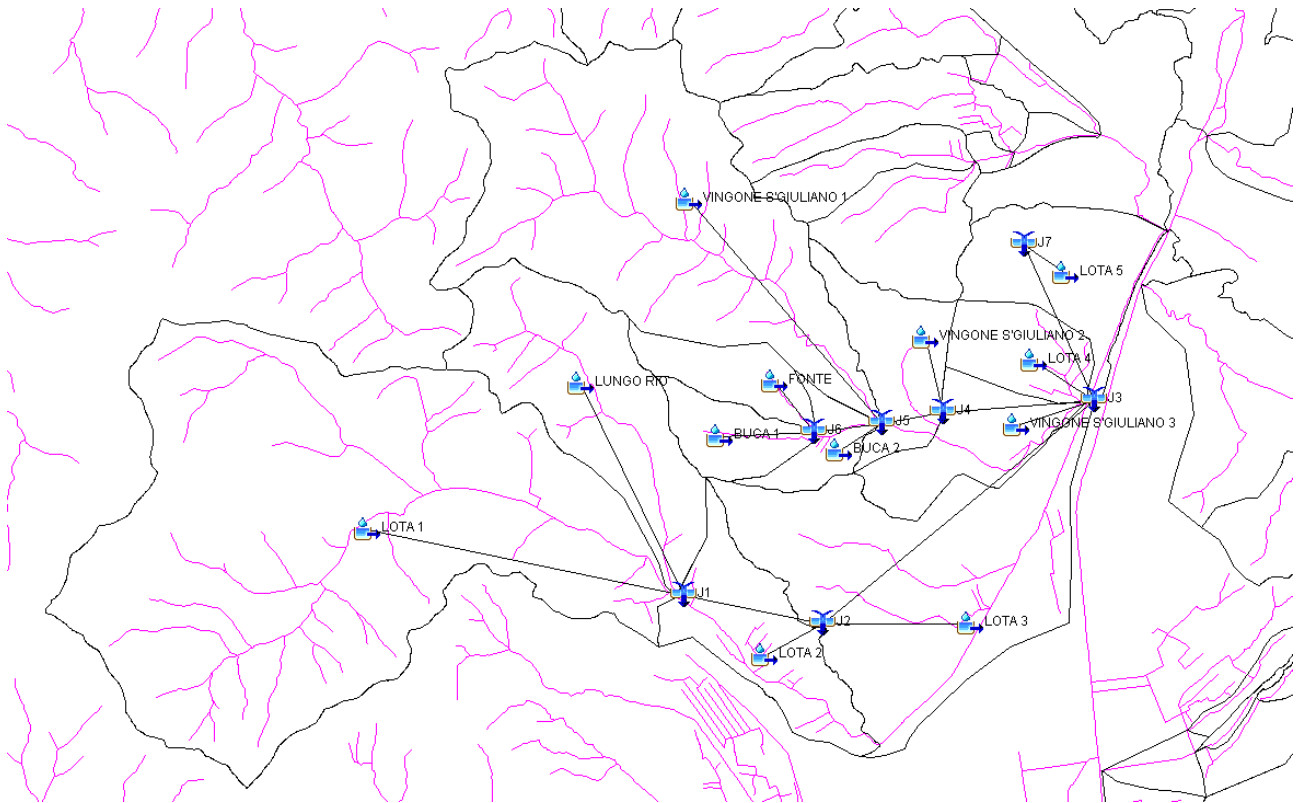 VINGONE S'GIULIANO 1
J7
LOTA 5
VINGONE S'GIULIANO 2
LOTA 4
LUNGO RIO
FONTE
J3
J4
J5
J6
VINGONE S'GIULIANO 3
BUCA 1
BUCA 2
LOTA 1
J1
J2
LOTA 3
LOTA 2